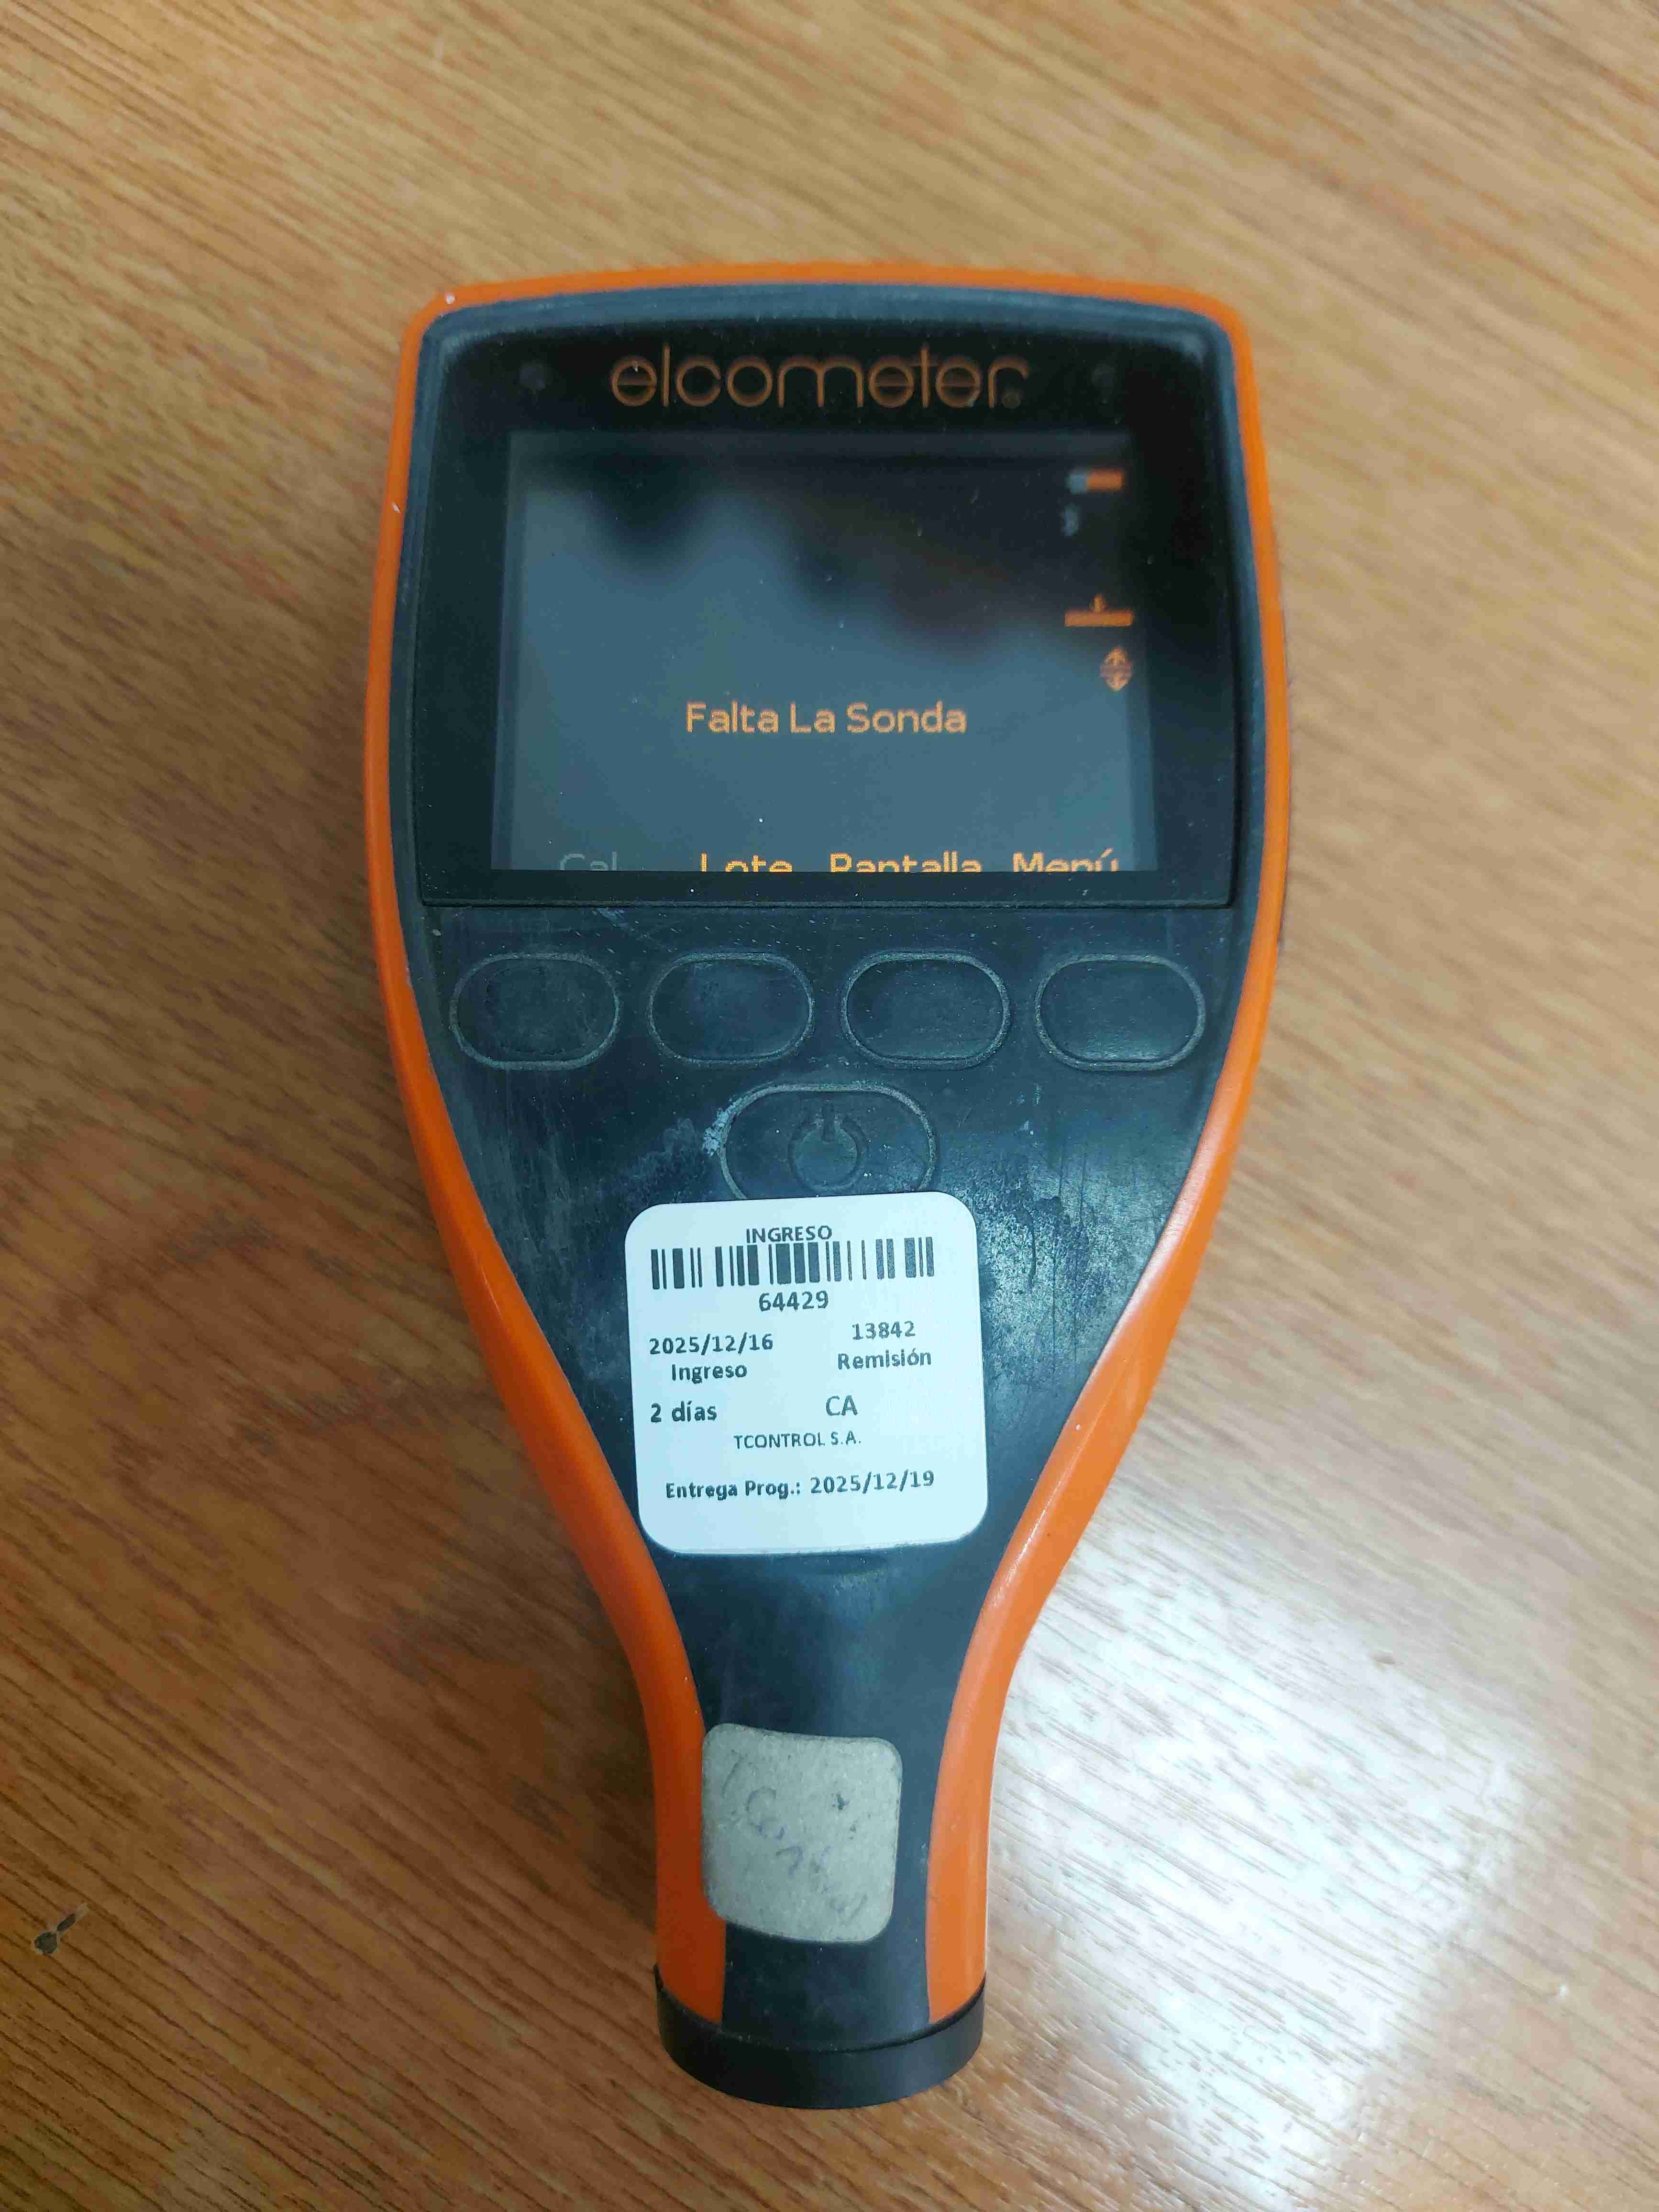 elcometer
Falta La Sonda
Cal Lote Pantalla Menú
INGRESO
64429
2025/12/16 13842
Ingreso Remisión
2 días CA
TCONTROL S.A.
Entrega Prog.: 2025/12/19